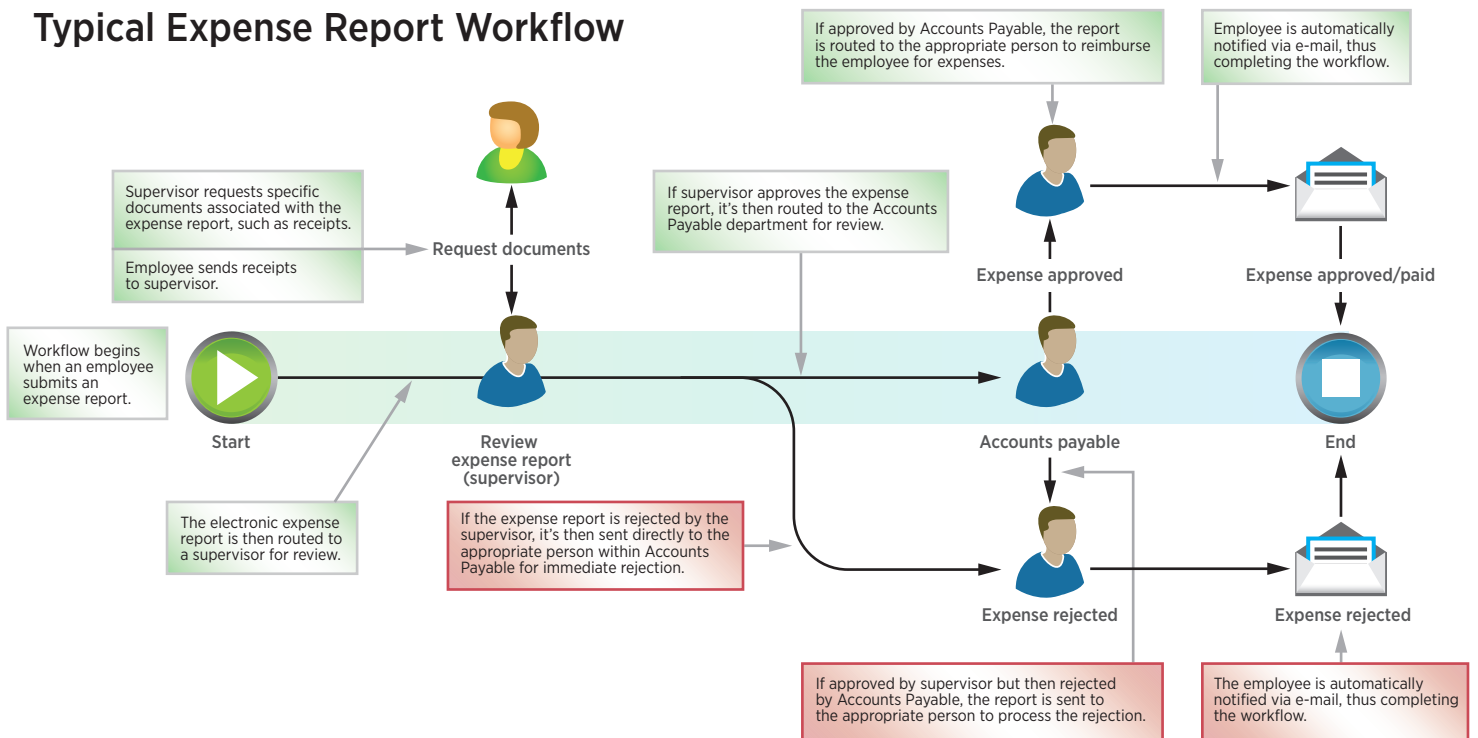 Typical Expense Report Workflow
If approved by Accounts Payable, the report
is routed to the appropriate person to reimburse
the employee for expenses.
Employee is automatically
notified via e-mail, thus
completing the workflow.
Supervisor requests specific
documents associated with the
expense report, such as receipts.
Employee sends receipts
to supervisor.
Request documents
If supervisor approves the expense
report, it’s then routed to the Accounts
Payable department for review.
Expense approved
Expense approved/paid
Workflow begins
when an employee
submits an
expense report.
Start
Review
expense report
(supervisor)
Accounts payable
End
The electronic expense
report is then routed to
a supervisor for review.
If the expense report is rejected by the
supervisor, it’s then sent directly to the
appropriate person within Accounts
Payable for immediate rejection.
Expense rejected
Expense rejected
If approved by supervisor but then rejected
by Accounts Payable, the report is sent to
the appropriate person to process the rejection.
The employee is automatically
notified via e-mail, thus completing
the workflow.